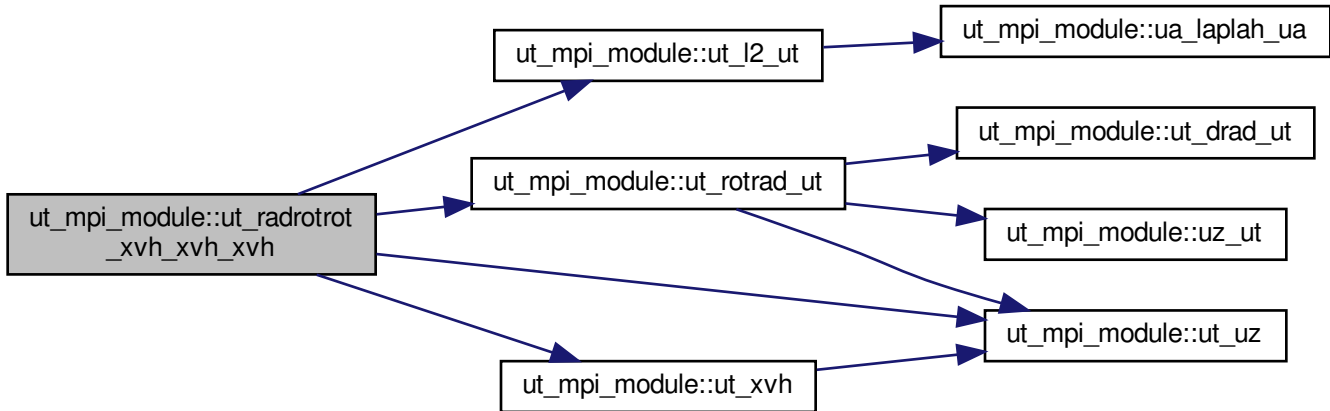 ut_mpi_module::ut_radrotrot
_xvh_xvh_xvh
ut_mpi_module::ut_l2_ut
ut_mpi_module::ua_laplah_ua
ut_mpi_module::ut_rotrad_ut
ut_mpi_module::ut_drad_ut
ut_mpi_module::uz_ut
ut_mpi_module::ut_uz
ut_mpi_module::ut_xvh